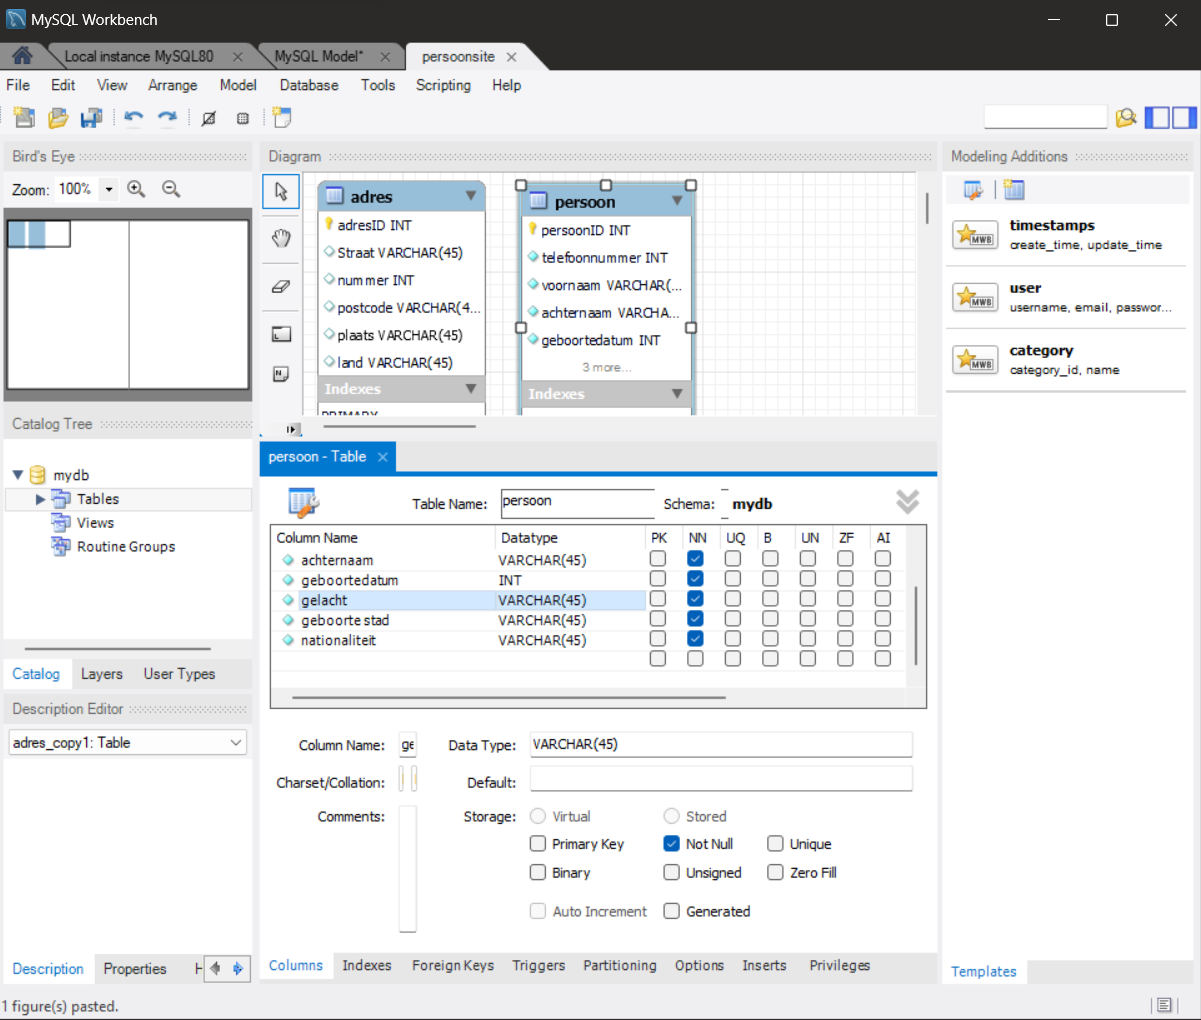 MySQL Workbench
Local instance MySQL80
MySQL Model*
persoonsite
File Edit View Arrange Model Database Tools Scripting Help
Bird's Eye
Zoom: 100%
Catalog Tree
mydb
Tables
Views
Routine Groups
Catalog Layers User Types
Description Editor
adres_copy1: Table
Description Properties H
1 figure(s) pasted.
Diagram
adres
adresID INT
Straat VARCHAR(45)
nummer INT
postcode VARCHAR(4...
plaats VARCHAR(45)
land VARCHAR(45)
Indexes
PRIMARY
persoon
persoonID INT
telefoonnummer INT
voornaam VARCHAR(...
achternaam VARCHA...
geboortedatum INT
3 more...
Indexes
persoon - Table
Table Name: persoon Schema: mydb
Column Name Datatype PK NN UQ B UN ZF AI
achternaam VARCHAR(45)
geboortedatum INT
gelacht VARCHAR(45)
geboorte stad VARCHAR(45)
nationaliteit VARCHAR(45)
Column Name: ge Data Type: VARCHAR(45)
Charset/Collation: Default:
Comments: Storage: Virtual Stored
Primary Key Not Null Unique
Binary Unsigned Zero Fill
Auto Increment Generated
Columns Indexes Foreign Keys Triggers Partitioning Options Inserts Privileges
Modeling Additions
MWB
timestamps
create_time, update_time
MWB
user
username, email, passwor...
MWB
category
category_id, name
Templates